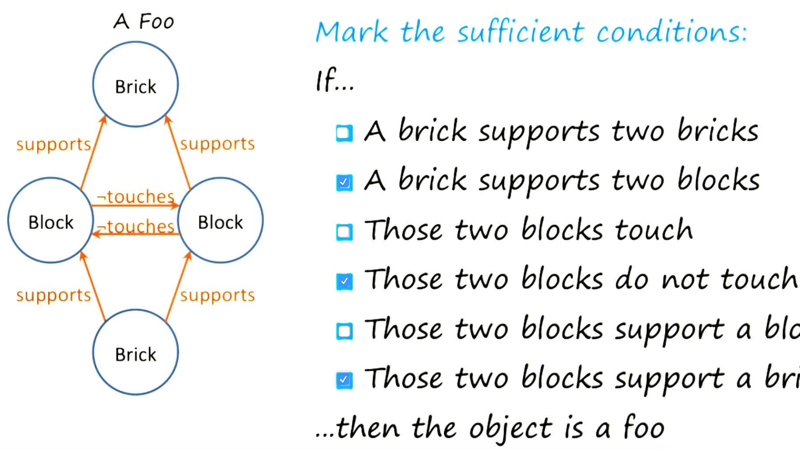 A Foo
Brick
supports supports
¬touches
Block Block
¬touches
supports supports
Brick
Mark the sufficient conditions:
If...
A brick supports two bricks
A brick supports two blocks
Those two blocks touch
Those two blocks do not touch
Those two blocks support a blo
Those two blocks support a bri
...then the object is a foo